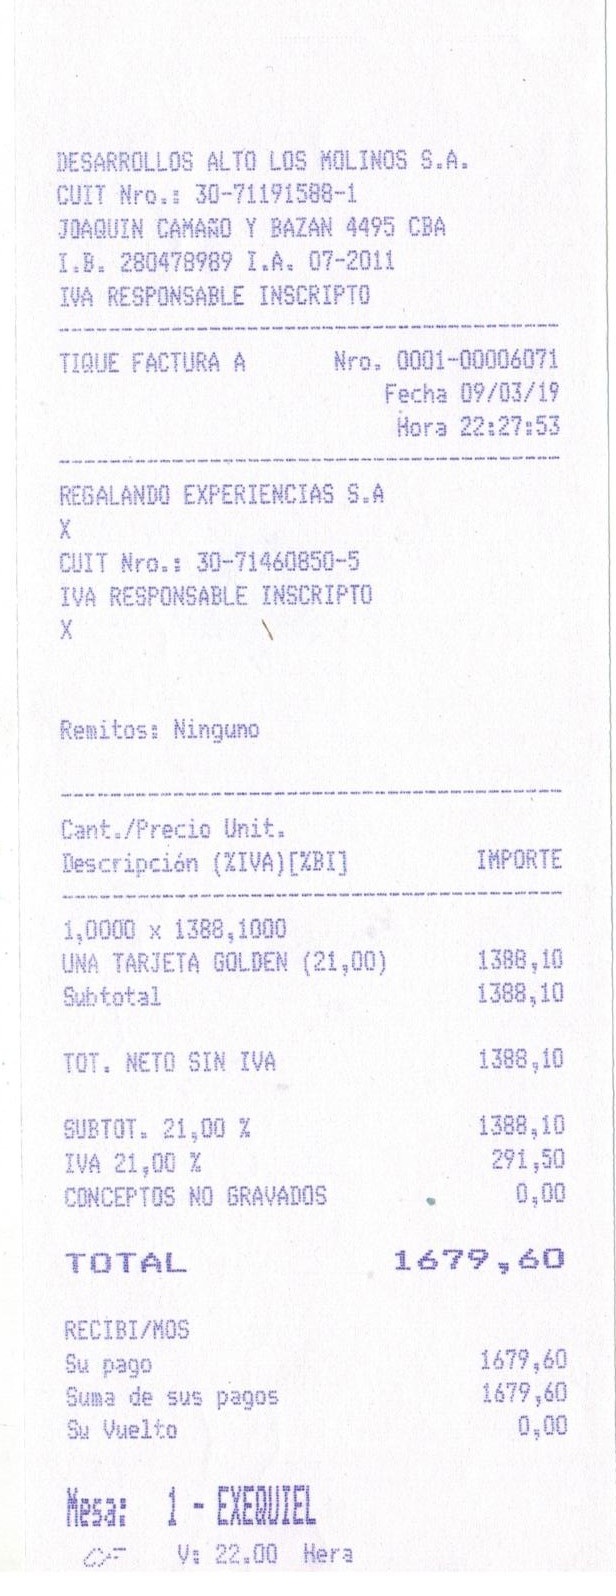 DESARROLLOS ALTO LOS MOLINOS S.A.
CUIT Nro.: 30-71191588-1
JOAQUIN CAMAÑO Y BAZAN 4495 CBA
I.B. 280478989 I.A. 07-2011
IVA RESPONSABLE INSCRIPTO
TIQUE FACTURA A Nro. 0001-00006071
Fecha 09/03/19
Hora 22:27:53
REGALANDO EXPERIENCIAS S.A
X
CUIT Nro.: 30-71460850-5
IVA RESPONSABLE INSCRIPTO
X
Remitos: Ninguno
Cant./Precio Unit.
Descripción (%IVA)[%BI] IMPORTE
1,0000 x 1388,1000
UNA TARJETA GOLDEN (21,00) 1388,10
Subtotal 1388,10
TOT. NETO SIN IVA 1388,10
SUBTOT. 21,00 % 1388,10
IVA 21,00 % 291,50
CONCEPTOS NO GRAVADOS 0,00
TOTAL 1679,60
RECIBI/MOS
Su pago 1679,60
Suma de sus pagos 1679,60
Su Vuelto 0,00
Mesa: 1 - EXEQUIEL
CF V: 22.00 Hera